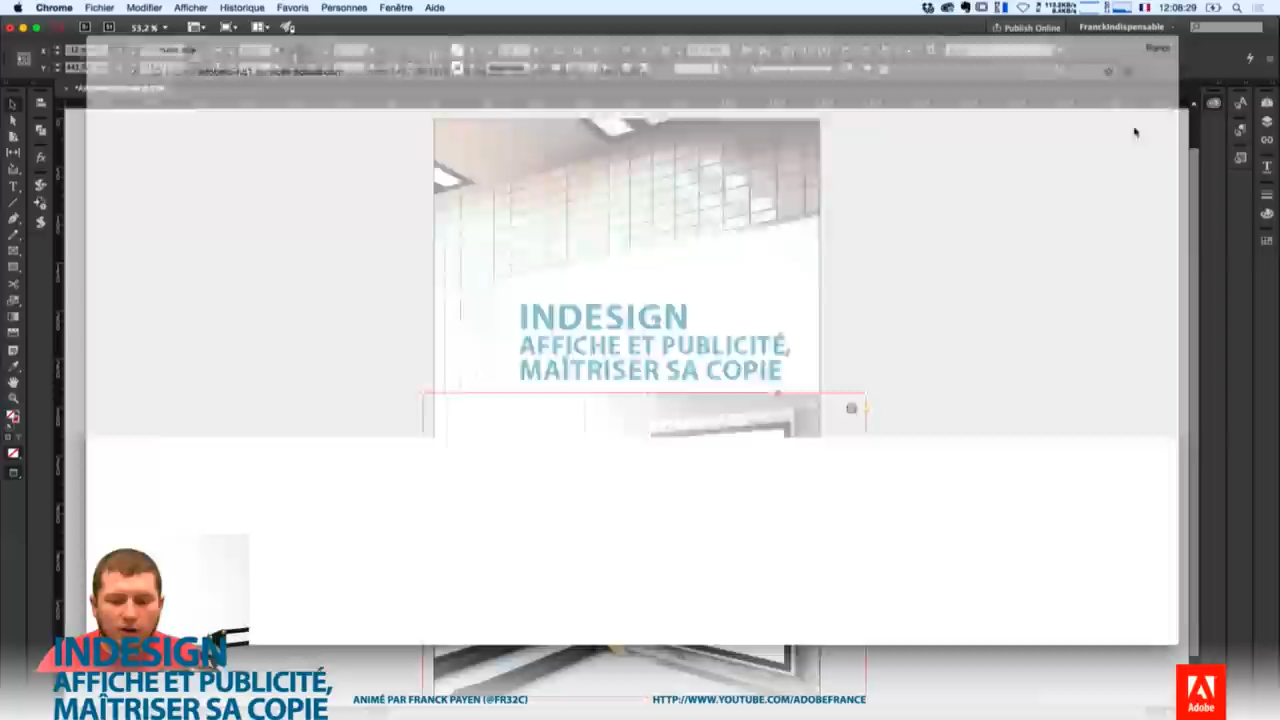 Chrome Fichier Modifier Afficher Historique Favoris Personnes Fenêtre Aide
12:08:29
53,2 %
Publish Online
FranckIndispensable
X
Y
Franck
INDESIGN
AFFICHE ET PUBLICITÉ,
MAÎTRISER SA COPIE
INDESIGN
AFFICHE ET PUBLICITÉ,
MAÎTRISER SA COPIE
ANIMÉ PAR FRANCK PAYEN (@FR32C)
HTTP://WWW.YOUTUBE.COM/ADOBEFRANCE
Adobe